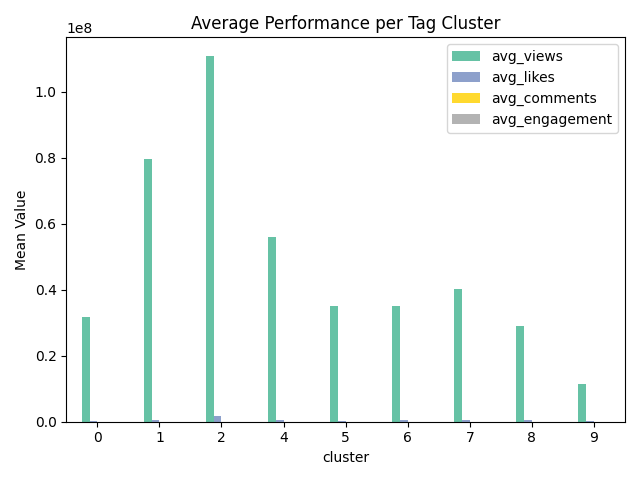 Average Performance per Tag Cluster
1e8
avg_views
avg_likes
avg_comments
avg_engagement
1.0
0.8
0.6
0.4
0.2
0.0
Mean Value
0 1 2 4 5 6 7 8 9
cluster